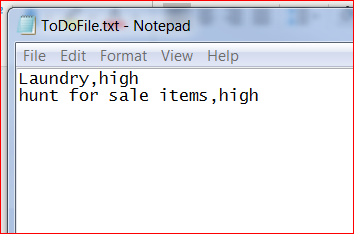 ToDoFile.txt - Notepad
File Edit Format View Help
Laundry,high
hunt for sale items,high